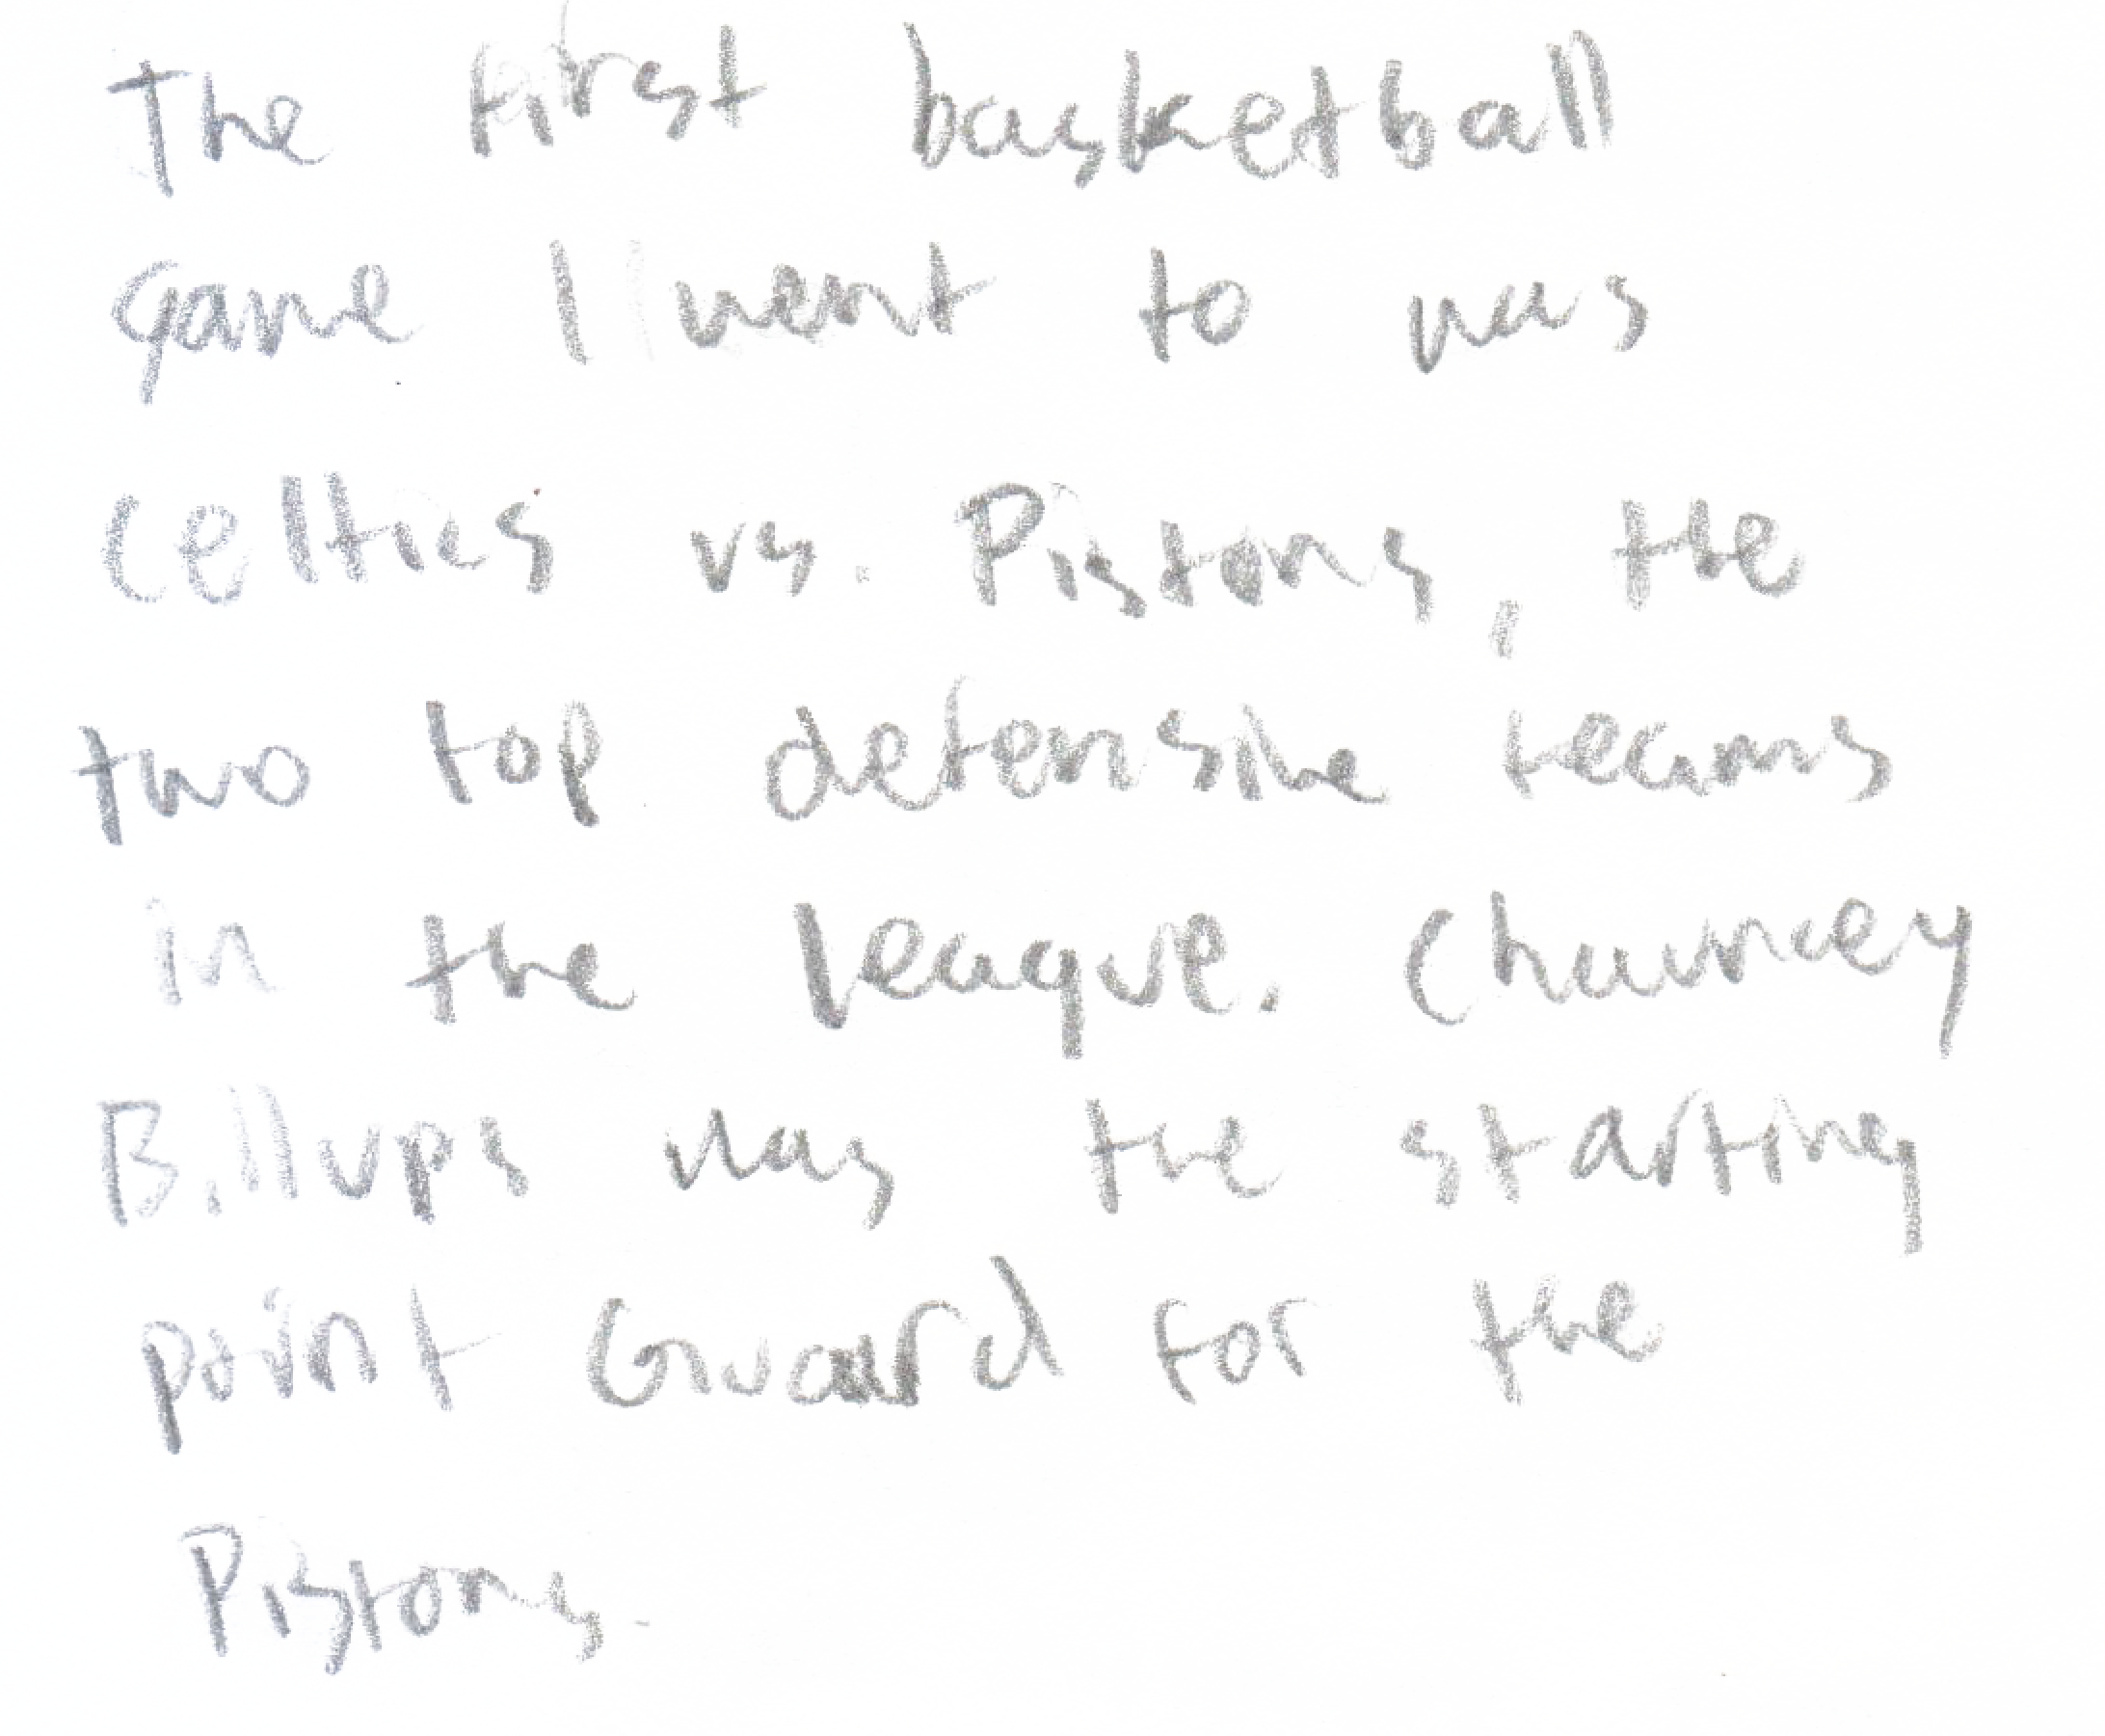 The first basketball
game I went to was
Celtics vs. Pistons, the
two top defensive teams
in the league. Chauncey
Billups was the starting
point Guard for the
Pistons.